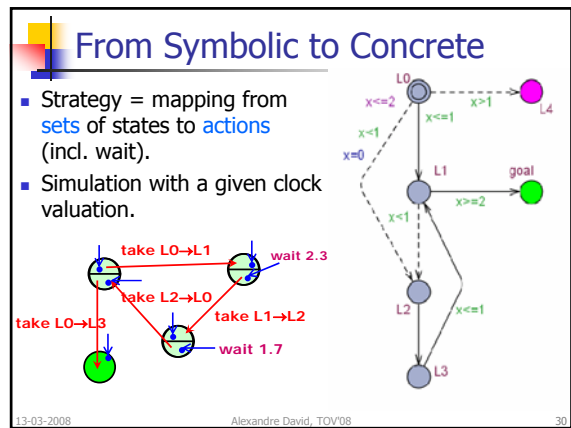 From Symbolic to Concrete
Strategy = mapping from
sets of states to actions
(incl. wait).
Simulation with a given clock
valuation.
take L0→L1
wait 2.3
take L2→L0
take L0→L3
take L1→L2
wait 1.7
L0
x<=2
x>1
L4
x<1
x<=1
x=0
L1
goal
x>=2
x<1
L2
x<=1
L3
13-03-2008
Alexandre David, TOV'08
30